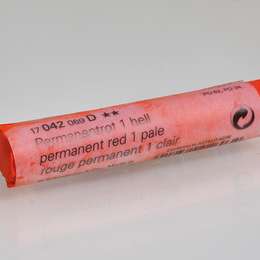 17 042 069 D ★★
Permanentrot 1 hell
permanent red 1 pale
rouge permanent 1 clair